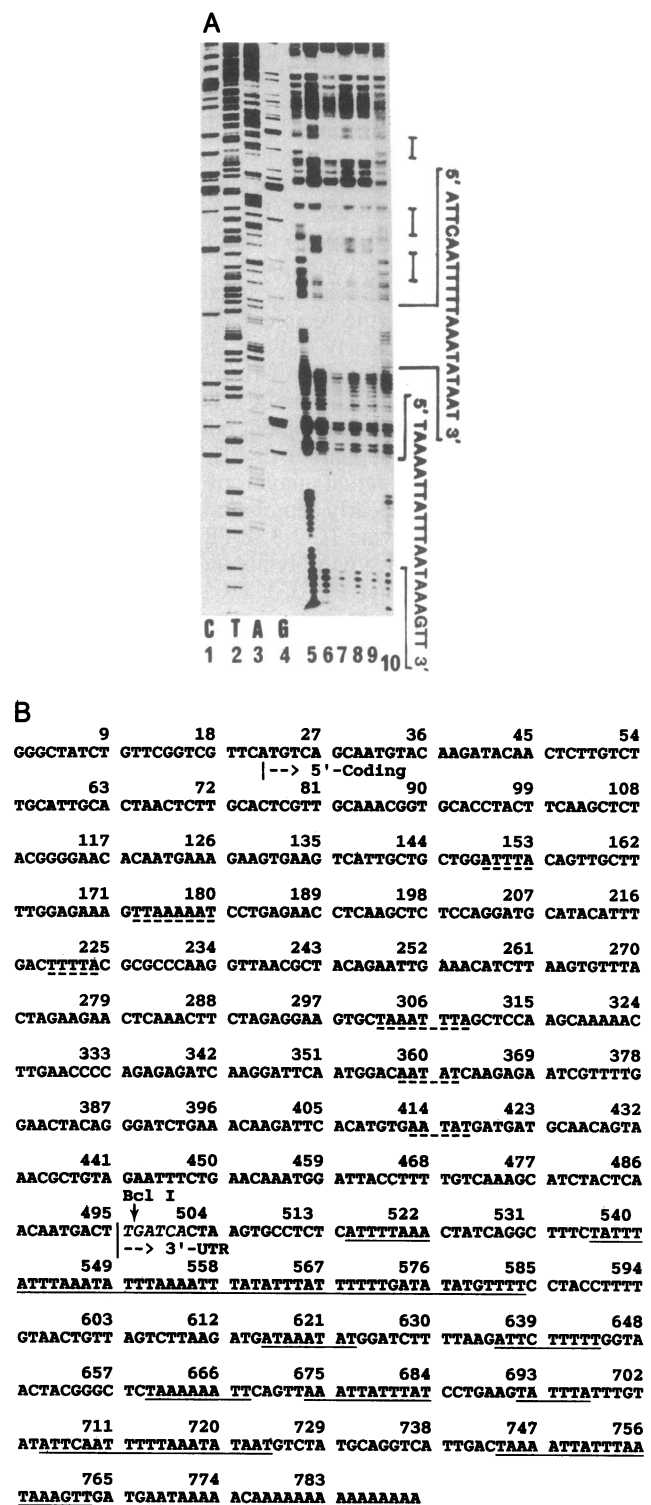 A
5' ATTCAATTTTTAAATATAAT 3'
5' TAAAATTATTTAATAAAGTT 3'
C T A G
1 2 3 4 5 6 7 8 9 10
B
9 18 27 36 45 54
GGGCTATCT GTTCGGTCG TTCATGTCA GCAATGTAC AAGATACAA CTCTTGTCT
|--> 5'-Coding
63 72 81 90 99 108
TGCATTGCA CTAACTCTT GCACTCGTT GCAAACGGT GCACCTACT TCAAGCTCT
117 126 135 144 153 162
ACGGGGAAC ACAATGAAA GAAGTGAAG TCATTGCTG CTGGATTTA CAGTTGCTT
171 180 189 198 207 216
TTGGAGAAA GTTAAAAAT CCTGAGAAC CTCAAGCTC TCCAGGATG CATACATTT
225 234 243 252 261 270
GACTTTTAC GCGCCCAAG GTTAACGCT ACAGAATTG AAACATCTT AAGTGTTTA
279 288 297 306 315 324
CTAGAAGAA CTCAAACTT CTAGAGGAA GTGCTAAAT TTAGCTCCA AGCAAAAAC
333 342 351 360 369 378
TTGAACCCC AGAGAGATC AAGGATTCA ATGGACAAT ATCAAGAGA ATCGTTTTG
387 396 405 414 423 432
GAACTACAG GGATCTGAA ACAAGATTC ACATGTGAA TATGATGAT GCAACAGTA
441 450 459 468 477 486
AACGCTGTA GAATTTCTG AACAAATGG ATTACCTTT TGTCAAAGC ATCTACTCA
Bcl I
495 504 513 522 531 540
ACAATGACT TGATCACTA AGTGCCTCT CATTTTAAA CTATCAGGC TTTCTATTT
|--> 3'-UTR
549 558 567 576 585 594
ATTTAAATA TTTAAAATT TATATTTAT TTTTTGATA TATGTTTTC CTACCTTTT
603 612 621 630 639 648
GTAACTGTT AGTCTTAAG ATGATAAAT ATGGATCTT TTAAGATTC TTTTTGGTA
657 666 675 684 693 702
ACTACGGGC TCTAAAAAA TTCAGTTAA AATTATTTAT CCTGAAGTA TTTATTTGT
711 720 729 738 747 756
ATATTCAAT TTTTAAATA TAATGTCTA TGCAGGTCA TTGACTAAA ATTATTTAA
765 774 783
TAAAGTTGA TGAATAAAA ACAAAAAAA AAAAAAAA